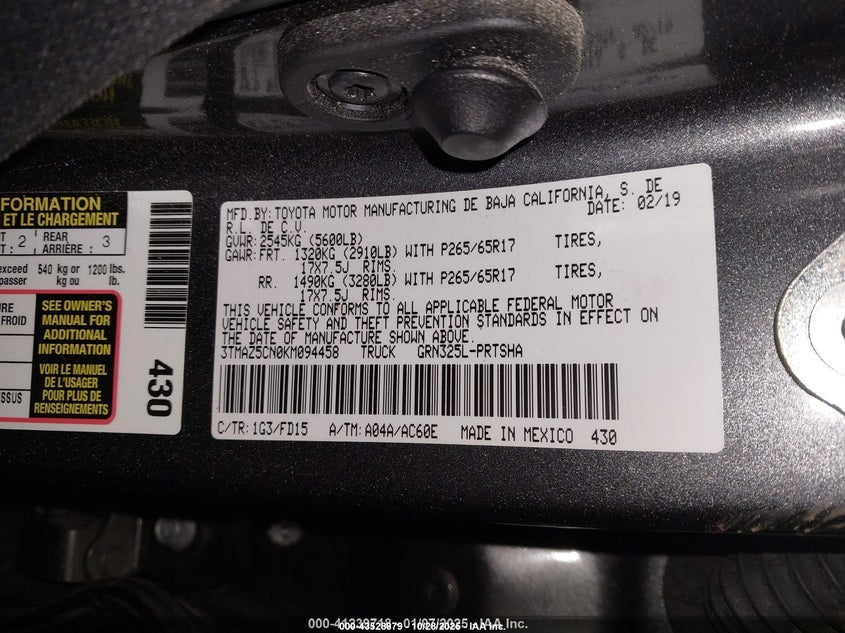 FORMATION
ET LE CHARGEMENT
2 REAR ARRIÈRE : 3
exceed 540 kg or 1200 lbs.
passer kg ou lb.
FROID
SEE OWNER'S
MANUAL FOR
ADDITIONAL
INFORMATION
VOIR LE MANUEL
DE L'USAGER
POUR PLUS DE
RENSEIGNEMENTS
430
MFD.BY:TOYOTA MOTOR MANUFACTURING DE BAJA CALIFORNIA, S. DE
R.L. DE C.V. DATE: 02/19
GVWR:2545KG (5600LB)
GAWR:FRT. 1320KG (2910LB) WITH P265/65R17 TIRES,
17X7.5J RIMS.
RR. 1490KG (3280LB) WITH P265/65R17 TIRES,
17X7.5J RIMS.
THIS VEHICLE CONFORMS TO ALL APPLICABLE FEDERAL MOTOR
VEHICLE SAFETY AND THEFT PREVENTION STANDARDS IN EFFECT ON
THE DATE OF MANUFACTURE SHOWN ABOVE.
3TMAZ5CN0KM094458 TRUCK GRN325L-PRTSHA
C/TR:1G3/FD15 A/TM:A04A/AC60E MADE IN MEXICO 430